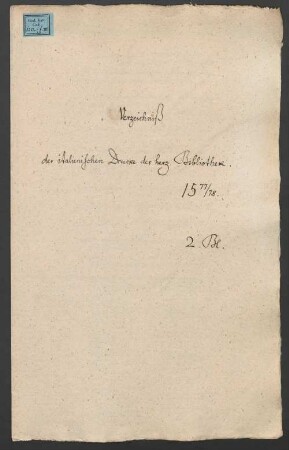 Verzeichniß
der italienischen Drucke der herz. Bibliothek.
15 77/78.
2. Bl.